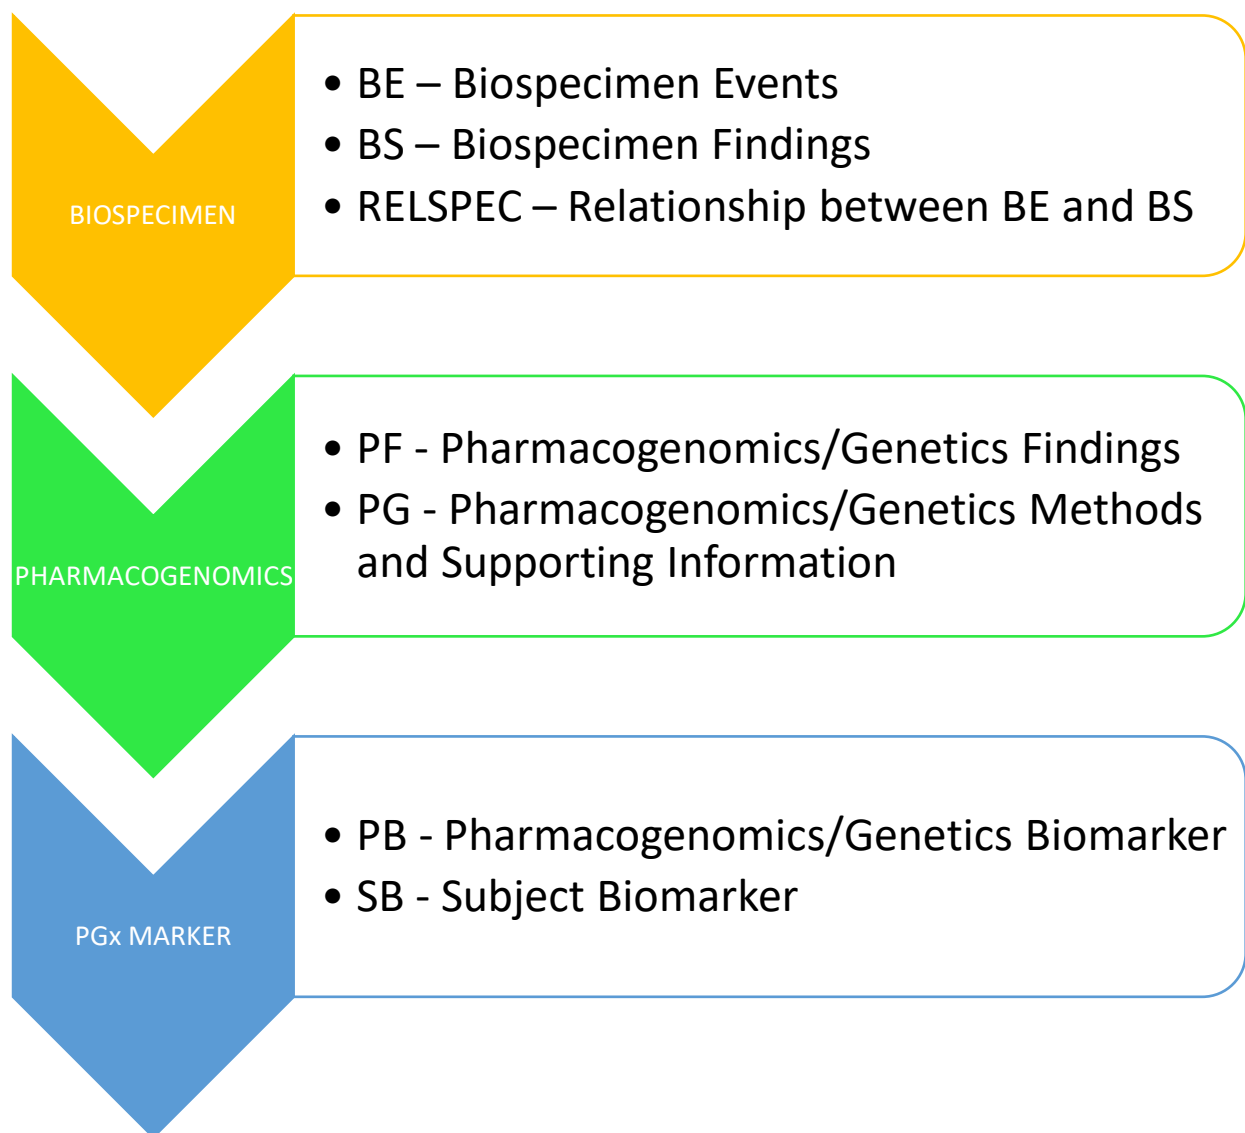 BIOSPECIMEN
• BE – Biospecimen Events
• BS – Biospecimen Findings
• RELSPEC – Relationship between BE and BS
PHARMACOGENOMICS
• PF - Pharmacogenomics/Genetics Findings
• PG - Pharmacogenomics/Genetics Methods
and Supporting Information
PGx MARKER
• PB - Pharmacogenomics/Genetics Biomarker
• SB - Subject Biomarker